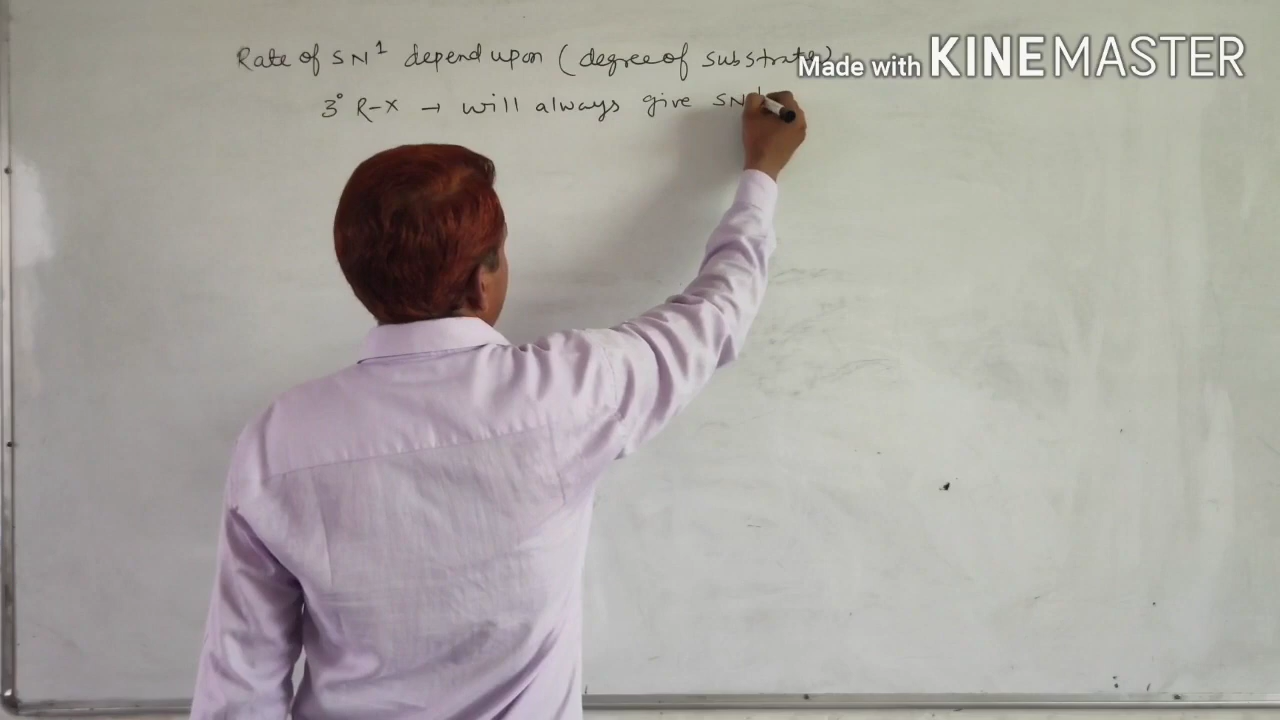 Rate of SN¹ depend upon (degree of substrate)
Made with KINEMASTER
3° R-X → will always give SN